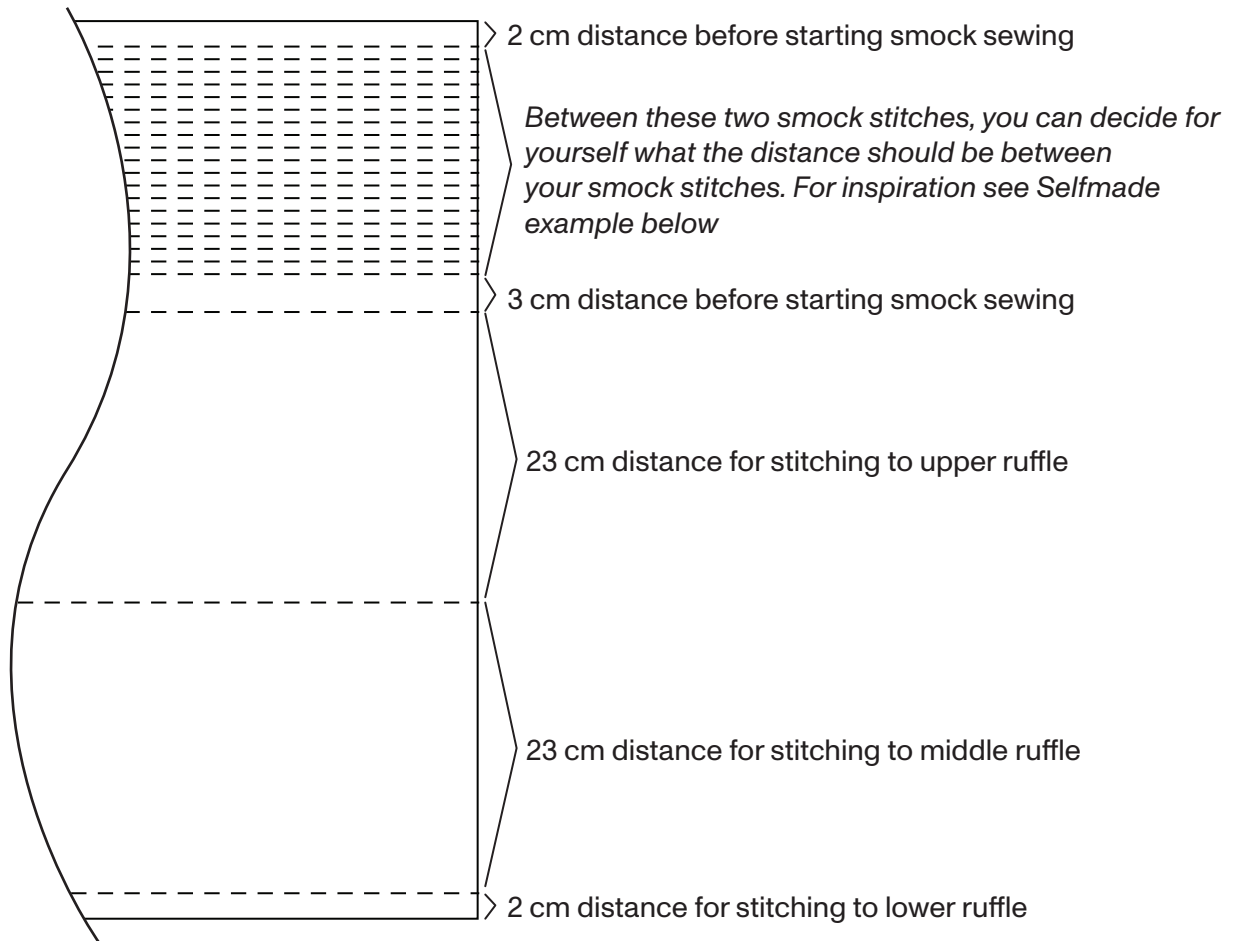 2 cm distance before starting smock sewing
Between these two smock stitches, you can decide for
yourself what the distance should be between
your smock stitches. For inspiration see Selfmade
example below
3 cm distance before starting smock sewing
23 cm distance for stitching to upper ruffle
23 cm distance for stitching to middle ruffle
2 cm distance for stitching to lower ruffle